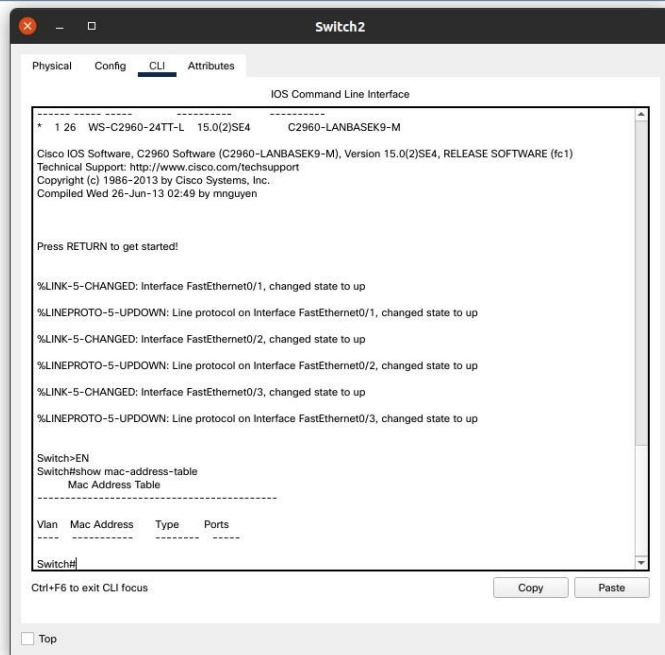 Switch2
Physical Config CLI Attributes
IOS Command Line Interface
------ ----- ----- ---------- ----------
* 1 26 WS-C2960-24TT-L 15.0(2)SE4 C2960-LANBASEK9-M
Cisco IOS Software, C2960 Software (C2960-LANBASEK9-M), Version 15.0(2)SE4, RELEASE SOFTWARE (fc1)
Technical Support: http://www.cisco.com/techsupport
Copyright (c) 1986-2013 by Cisco Systems, Inc.
Compiled Wed 26-Jun-13 02:49 by mnguyen
Press RETURN to get started!
%LINK-5-CHANGED: Interface FastEthernet0/1, changed state to up
%LINEPROTO-5-UPDOWN: Line protocol on Interface FastEthernet0/1, changed state to up
%LINK-5-CHANGED: Interface FastEthernet0/2, changed state to up
%LINEPROTO-5-UPDOWN: Line protocol on Interface FastEthernet0/2, changed state to up
%LINK-5-CHANGED: Interface FastEthernet0/3, changed state to up
%LINEPROTO-5-UPDOWN: Line protocol on Interface FastEthernet0/3, changed state to up
Switch>EN
Switch#show mac-address-table
Mac Address Table
-------------------------------------------
Vlan Mac Address Type Ports
---- ----------- -------- -----
Switch#
Ctrl+F6 to exit CLI focus
Copy Paste
Top